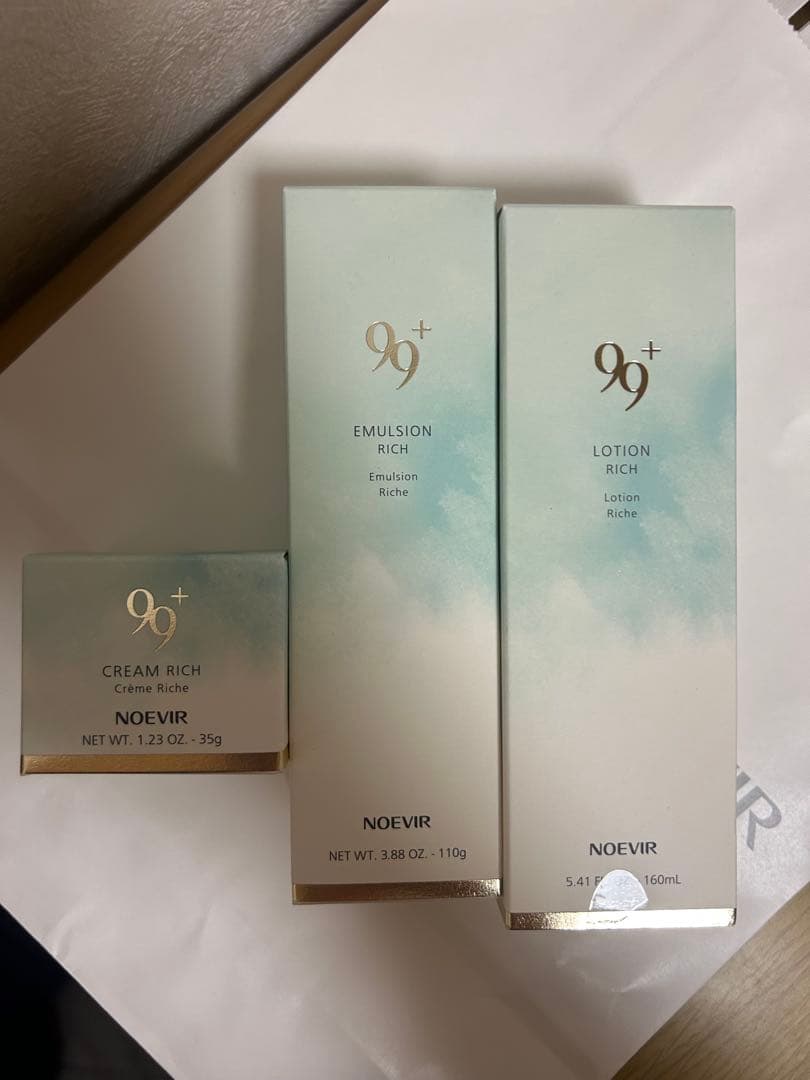 99+
CREAM RICH
Crème Riche
NOEVIR
NET WT. 1.23 OZ. - 35g
99+
EMULSION
RICH
Emulsion
Riche
NOEVIR
NET WT. 3.88 OZ. - 110g
99+
LOTION
RICH
Lotion
Riche
NOEVIR
5.41 160mL